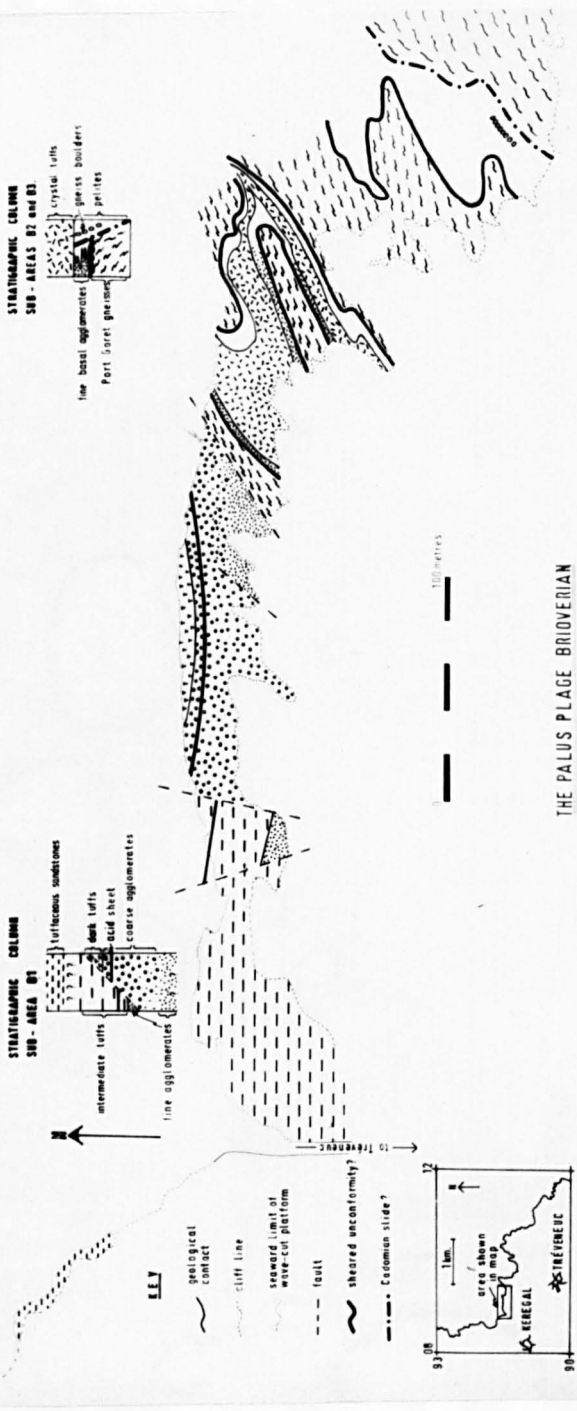 STRATIGRAPHIC COLUMN
SUB-AREA B1
tuffaceous sandstones
dark tuffs
acid sheet
coarse agglomerates
intermediate tuffs
fine agglomerates
STRATIGRAPHIC COLUMN
SUB-AREAS B2 and B3
crystal tuffs
gneiss boulders
pelites
fine basal agglomerates
Port Goret gneisses
to Tréveneuc
KEY
geological
contact
cliff line
seaward limit of
wave-cut platform
fault
sheared unconformity?
Cadomian slide?
93
90
08
12
1 km.
N
area shown
in map
KEREGAL
TRÉVENEUC
0
100 metres
THE PALUS PLAGE BRIOVERIAN